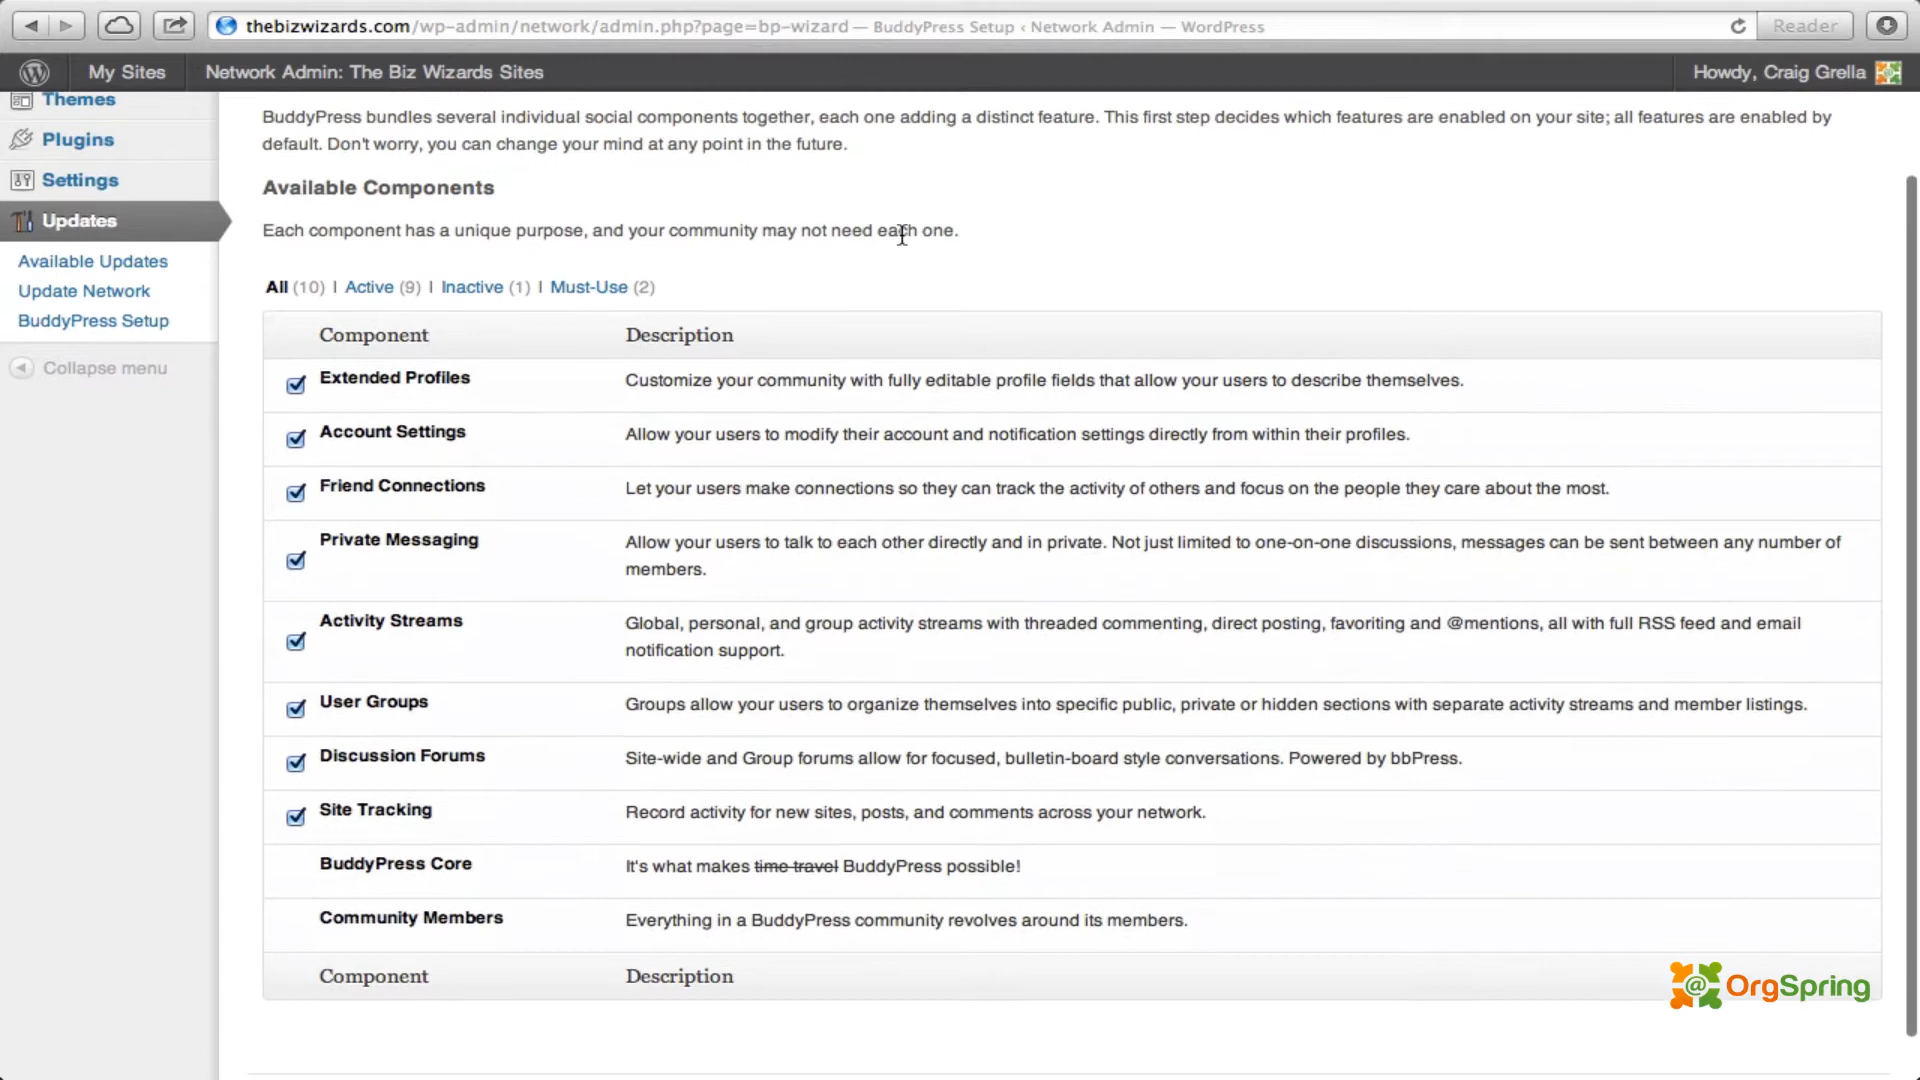 thebizwizards.com/wp-admin/network/admin.php?page=bp-wizard — BuddyPress Setup ‹ Network Admin — WordPress
Reader
My Sites
Network Admin: The Biz Wizards Sites
Howdy, Craig Grella
Themes
Plugins
Settings
Updates
Available Updates
Update Network
BuddyPress Setup
Collapse menu
BuddyPress bundles several individual social components together, each one adding a distinct feature. This first step decides which features are enabled on your site; all features are enabled by
default. Don't worry, you can change your mind at any point in the future.
Available Components
Each component has a unique purpose, and your community may not need each one.
All (10) | Active (9) | Inactive (1) | Must-Use (2)
Component Description
Extended Profiles Customize your community with fully editable profile fields that allow your users to describe themselves.
Account Settings Allow your users to modify their account and notification settings directly from within their profiles.
Friend Connections Let your users make connections so they can track the activity of others and focus on the people they care about the most.
Private Messaging Allow your users to talk to each other directly and in private. Not just limited to one-on-one discussions, messages can be sent between any number of
members.
Activity Streams Global, personal, and group activity streams with threaded commenting, direct posting, favoriting and @mentions, all with full RSS feed and email
notification support.
User Groups Groups allow your users to organize themselves into specific public, private or hidden sections with separate activity streams and member listings.
Discussion Forums Site-wide and Group forums allow for focused, bulletin-board style conversations. Powered by bbPress.
Site Tracking Record activity for new sites, posts, and comments across your network.
BuddyPress Core It's what makes time travel BuddyPress possible!
Community Members Everything in a BuddyPress community revolves around its members.
Component Description
@ OrgSpring